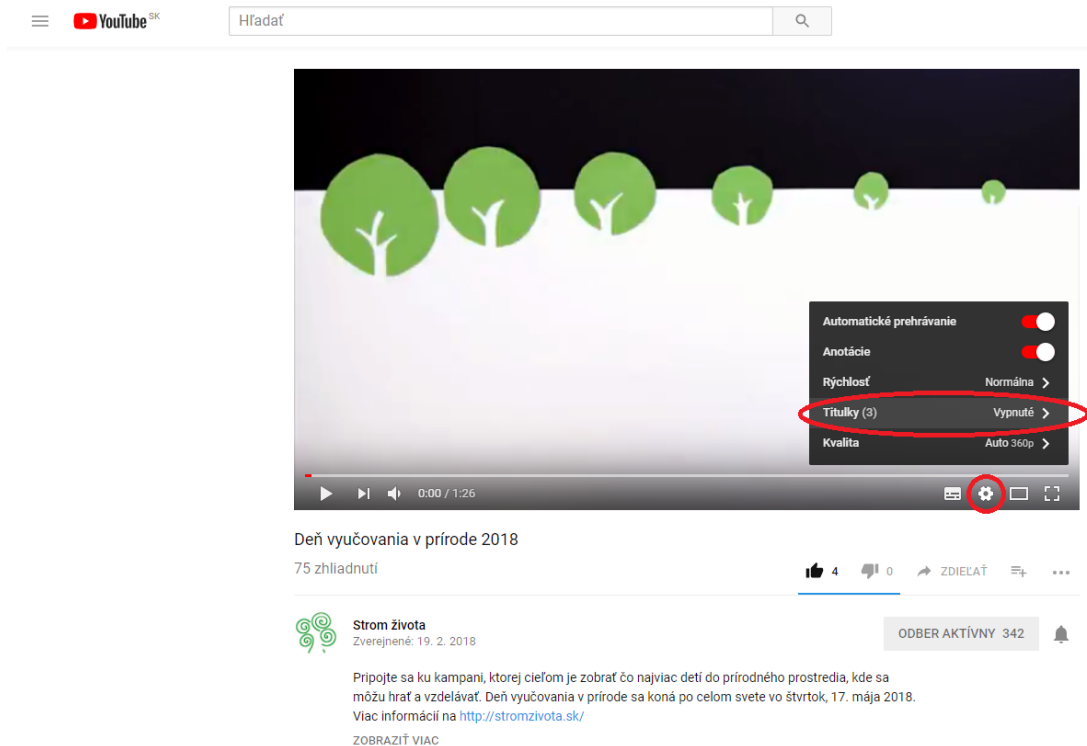 YouTube SK
Hľadať
Automatické prehrávanie
Anotácie
Rýchlosť Normálna
Titulky (3) Vypnuté
Kvalita Auto 360p
0:00 / 1:26
Deň vyučovania v prírode 2018
75 zhliadnutí
4 0 ZDIEĽAŤ
Strom života
Zverejnené: 19. 2. 2018
ODBER AKTÍVNY 342
Pripojte sa ku kampani, ktorej cieľom je zobrať čo najviac detí do prírodného prostredia, kde sa
môžu hrať a vzdelávať. Deň vyučovania v prírode sa koná po celom svete vo štvrtok, 17. mája 2018.
Viac informácií na http://stromzivota.sk/
ZOBRAZIŤ VIAC